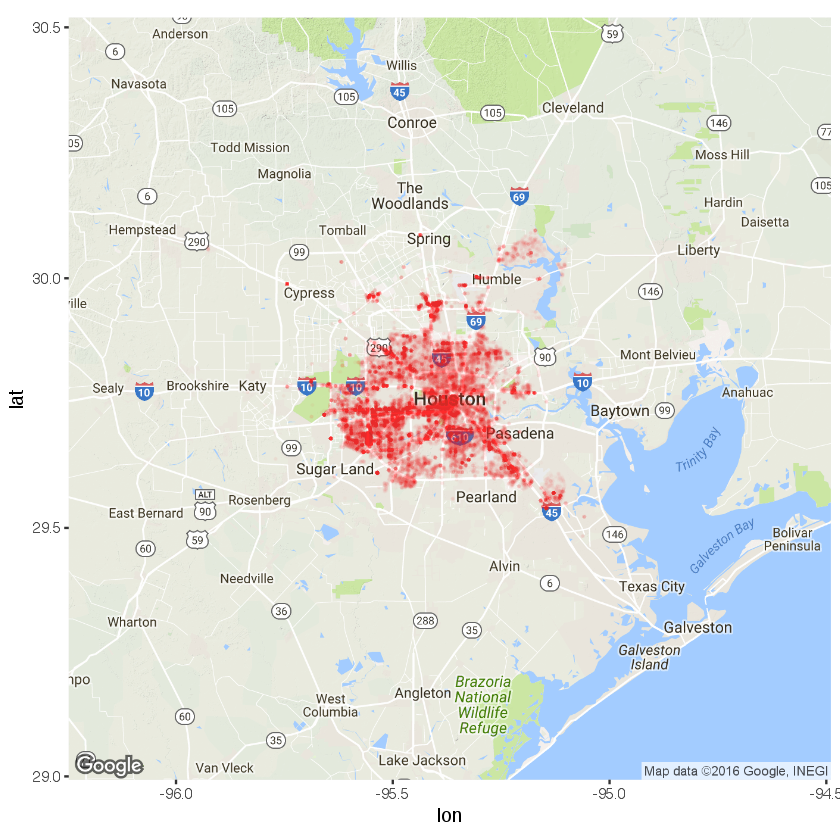 30.5
Anderson
59
6
Willis
Navasota
45
105
105
105
Cleveland
Conroe
146
77
05
Todd Mission
Moss Hill
Magnolia
The
Woodlands
69
105
6
Hardin
Hempstead
290
Tomball
Spring
Daisetta
99
Liberty
30.0
Humble
Cypress
146
ville
69
290
45
90
Mont Belvieu
Sealy
10
Brookshire
Katy
10
10
10
Anahuac
Houston
Baytown
99
610
Pasadena
Trinity Bay
99
Sugar Land
ALT
90
Rosenberg
Pearland
East Bernard
45
29.5
59
60
146
Galveston Bay
Bolivar
Peninsula
Alvin
Needville
6
Texas City
36
288
35
Wharton
Galveston
Galveston
Island
mpo
Brazoria
National
Wildlife
Refuge
Angleton
West
Columbia
60
35
Lake Jackson
Van Vleck
Google
Map data ©2016 Google, INEGI
29.0
-96.0
-95.5
-95.0
-94.5
lon
lat